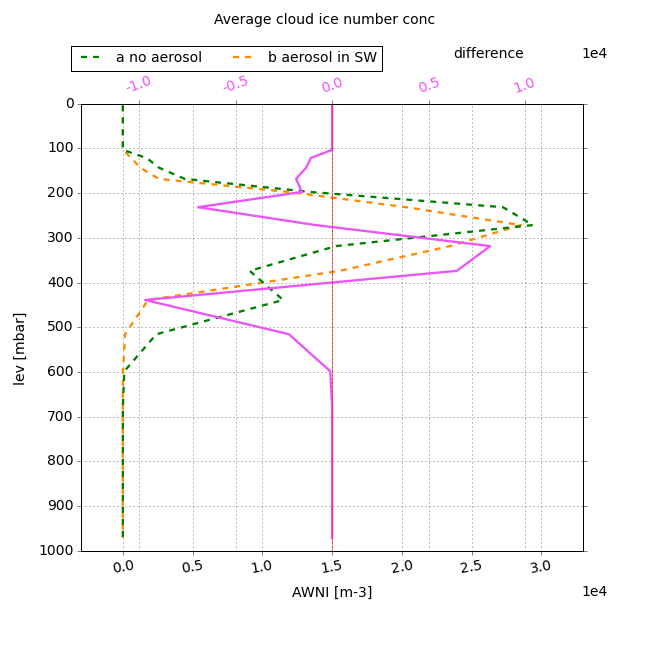 Average cloud ice number conc
a no aerosol b aerosol in SW difference 1e4
-1.0 -0.5 0.0 0.5 1.0
0
100
200
300
400
500
600
700
800
900
1000
lev [mbar]
0.0 0.5 1.0 1.5 2.0 2.5 3.0
AWNI [m-3] 1e4